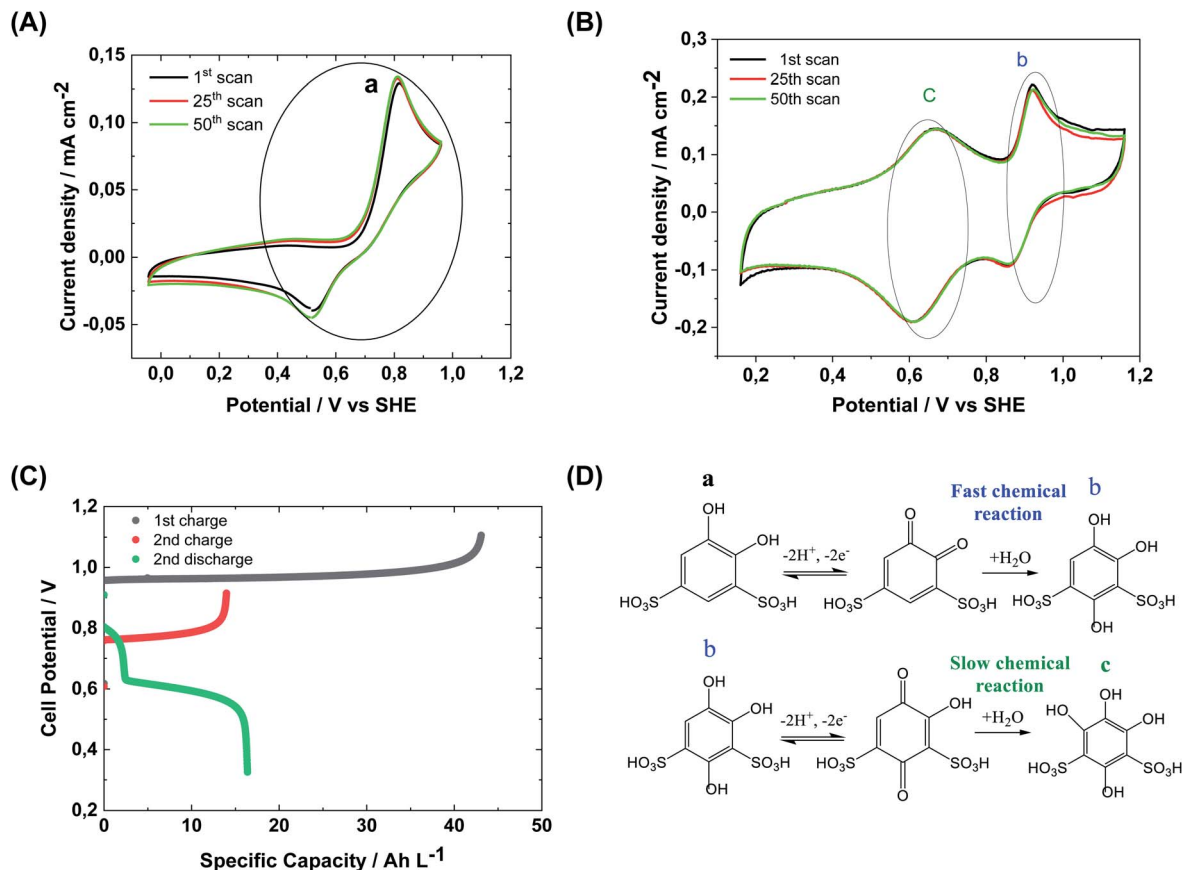 (A)
0,15
0,10
0,05
0,00
-0,05
Current density / mA cm-2
1st scan
25th scan
50th scan
a
0,0 0,2 0,4 0,6 0,8 1,0 1,2
Potential / V vs SHE
(B)
0,3
0,2
0,1
0,0
-0,1
-0,2
Current density / mA cm-2
1st scan
25th scan
50th scan
C
b
0,2 0,4 0,6 0,8 1,0 1,2
Potential / V vs SHE
(C)
1,2
1,0
0,8
0,6
0,4
0,2
Cell Potential / V
1st charge
2nd charge
2nd discharge
0 10 20 30 40 50
Specific Capacity / Ah L-1
(D)
a
OH
OH
HO3S
SO3H
-2H+, -2e-
O
O
HO3S
SO3H
Fast chemical
reaction
+H2O
b
OH
OH
HO3S
SO3H
OH
b
OH
OH
HO3S
SO3H
OH
-2H+, -2e-
O
OH
HO3S
SO3H
O
Slow chemical
reaction
+H2O
c
OH
HO
OH
HO3S
SO3H
OH